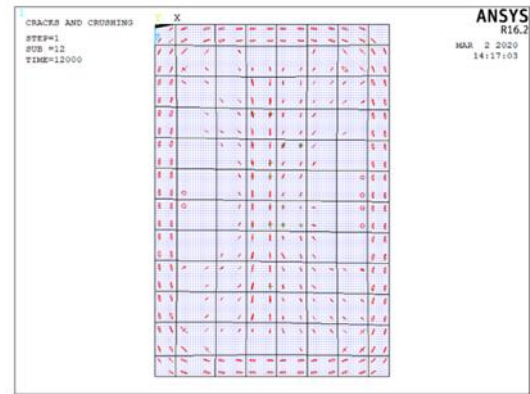 1
CRACKS AND CRUSHING
STEP=1
SUB =12
TIME=12000
Y X
Z
ANSYS
R16.2
MAR 2 2020
14:17:03